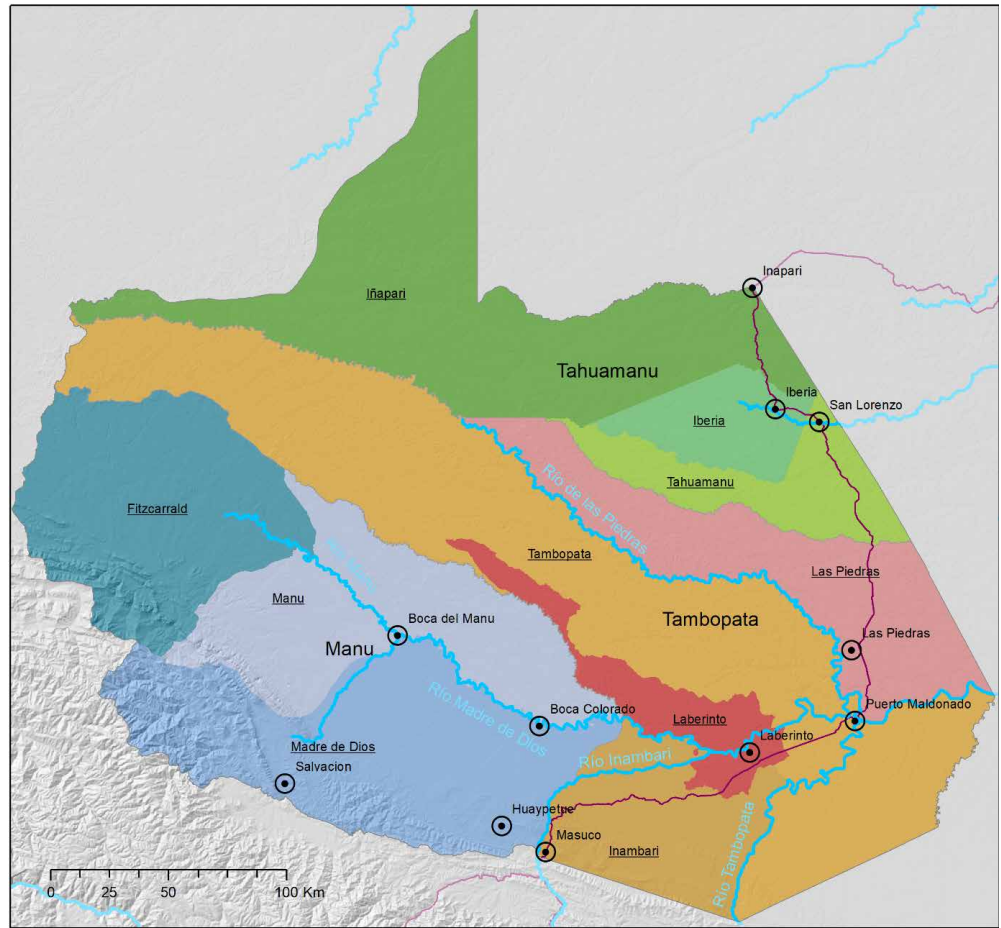 Inapari
Iñapari
Tahuamanu
Iberia
San Lorenzo
Iberia
Tahuamanu
Río de las Piedras
Fitzcarrald
Tambopata
Las Piedras
Manu
Tambopata
Boca del Manu
Manu
Las Piedras
Río Madre de Dios
Boca Colorado
Laberinto
Puerto Maldonado
Madre de Dios
Río Inambari
Laberinto
Salvacion
Huaypetpe
Masuco
Inambari
Río Tambopata
0 25 50 100 Km